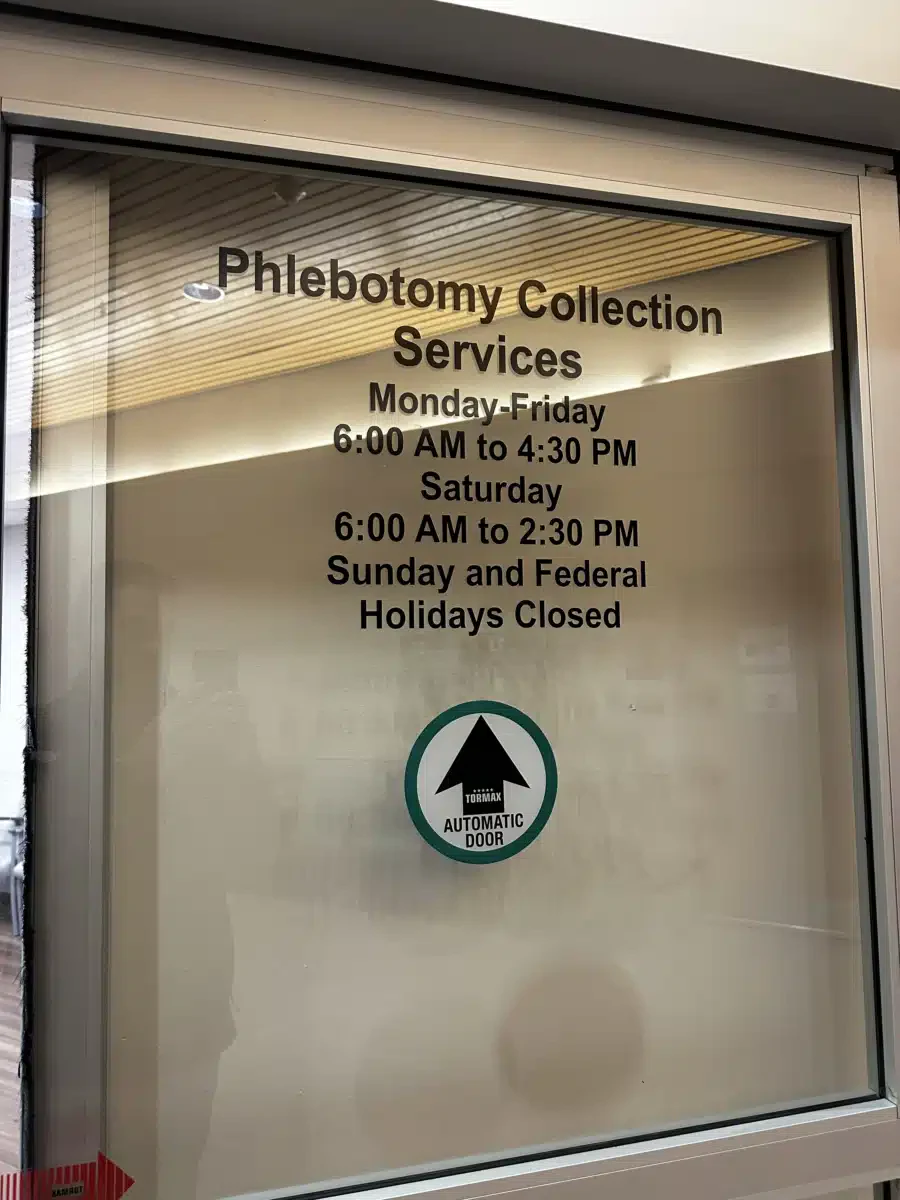 Phlebotomy Collection
Services
Monday-Friday
6:00 AM to 4:30 PM
Saturday
6:00 AM to 2:30 PM
Sunday and Federal
Holidays Closed
TORMAX
AUTOMATIC
DOOR
TORMAX